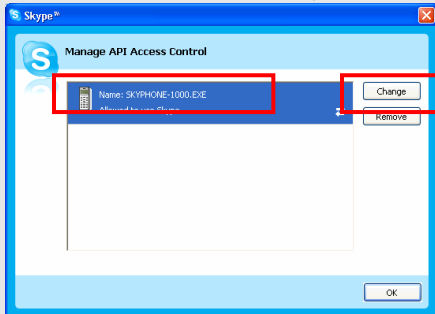 Skype™
Manage API Access Control
Name: SKYPHONE-1000.EXE
Allowed to use Skype
Change
Remove
OK